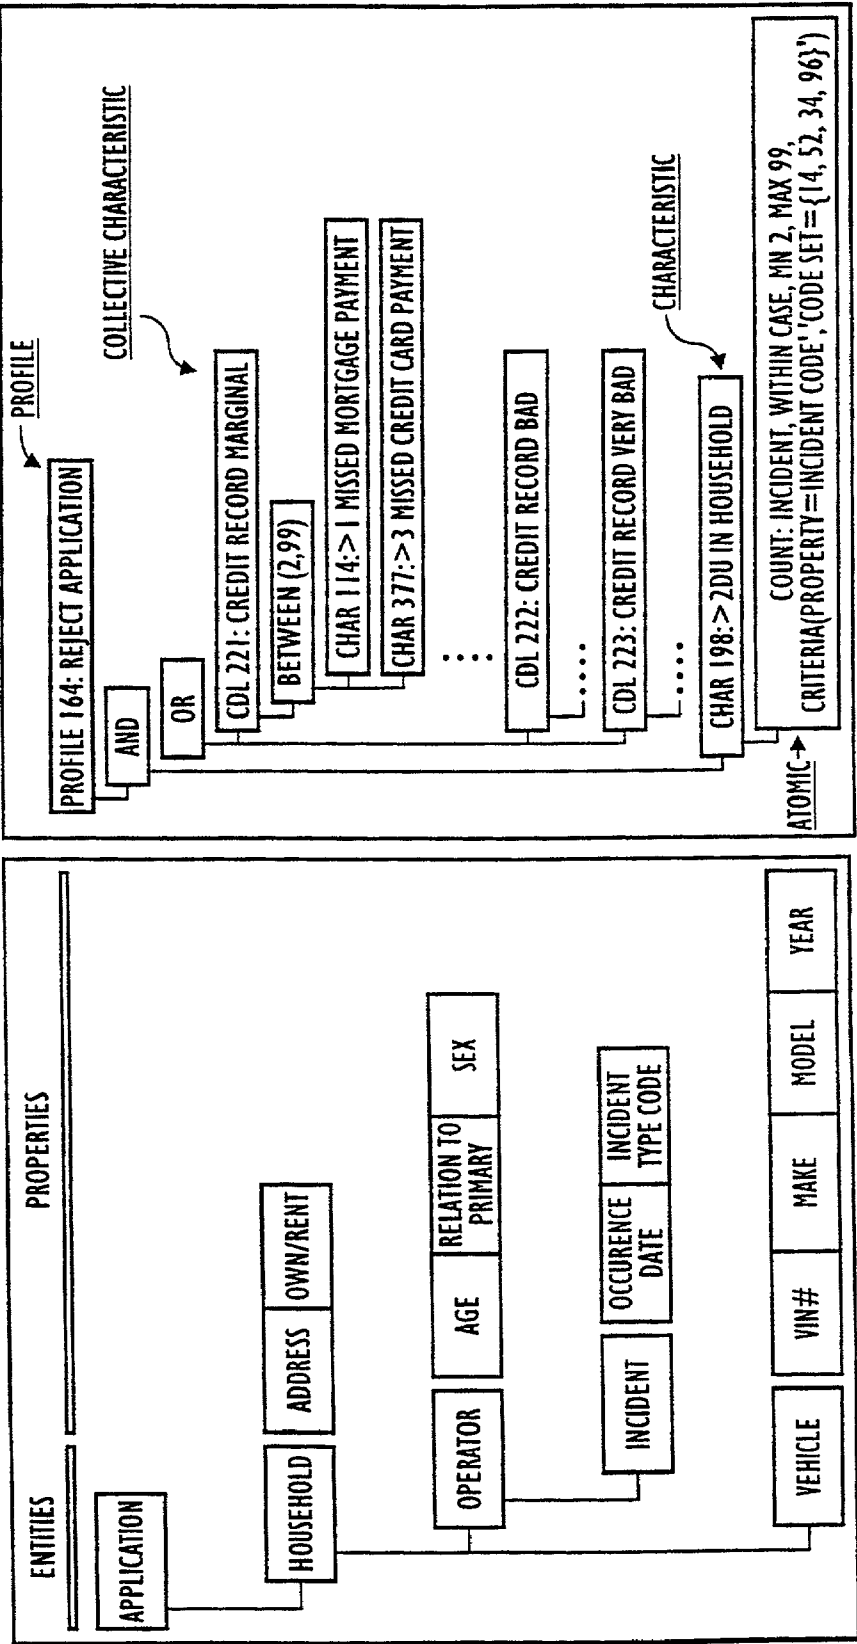 ENTITIES
PROPERTIES
APPLICATION
HOUSEHOLD
ADDRESS
OWN/RENT
OPERATOR
AGE
RELATION TO
PRIMARY
SEX
INCIDENT
OCCURENCE
DATE
INCIDENT
TYPE CODE
VEHICLE
VIN#
MAKE
MODEL
YEAR
PROFILE 164: REJECT APPLICATION
PROFILE
AND
OR
COLLECTIVE CHARACTERISTIC
CDL 221: CREDIT RECORD MARGINAL
BETWEEN (2,99)
CHAR 114:>1 MISSED MORTGAGE PAYMENT
CHAR 377:>3 MISSED CREDIT CARD PAYMENT
....
CDL 222: CREDIT RECORD BAD
....
CDL 223: CREDIT RECORD VERY BAD
....
CHARACTERISTIC
CHAR 198:> 2DU IN HOUSEHOLD
ATOMIC
COUNT: INCIDENT, WITHIN CASE, MN 2, MAX 99,
CRITERIA(PROPERTY=INCIDENT CODE','CODE SET={14, 52, 34, 96}')